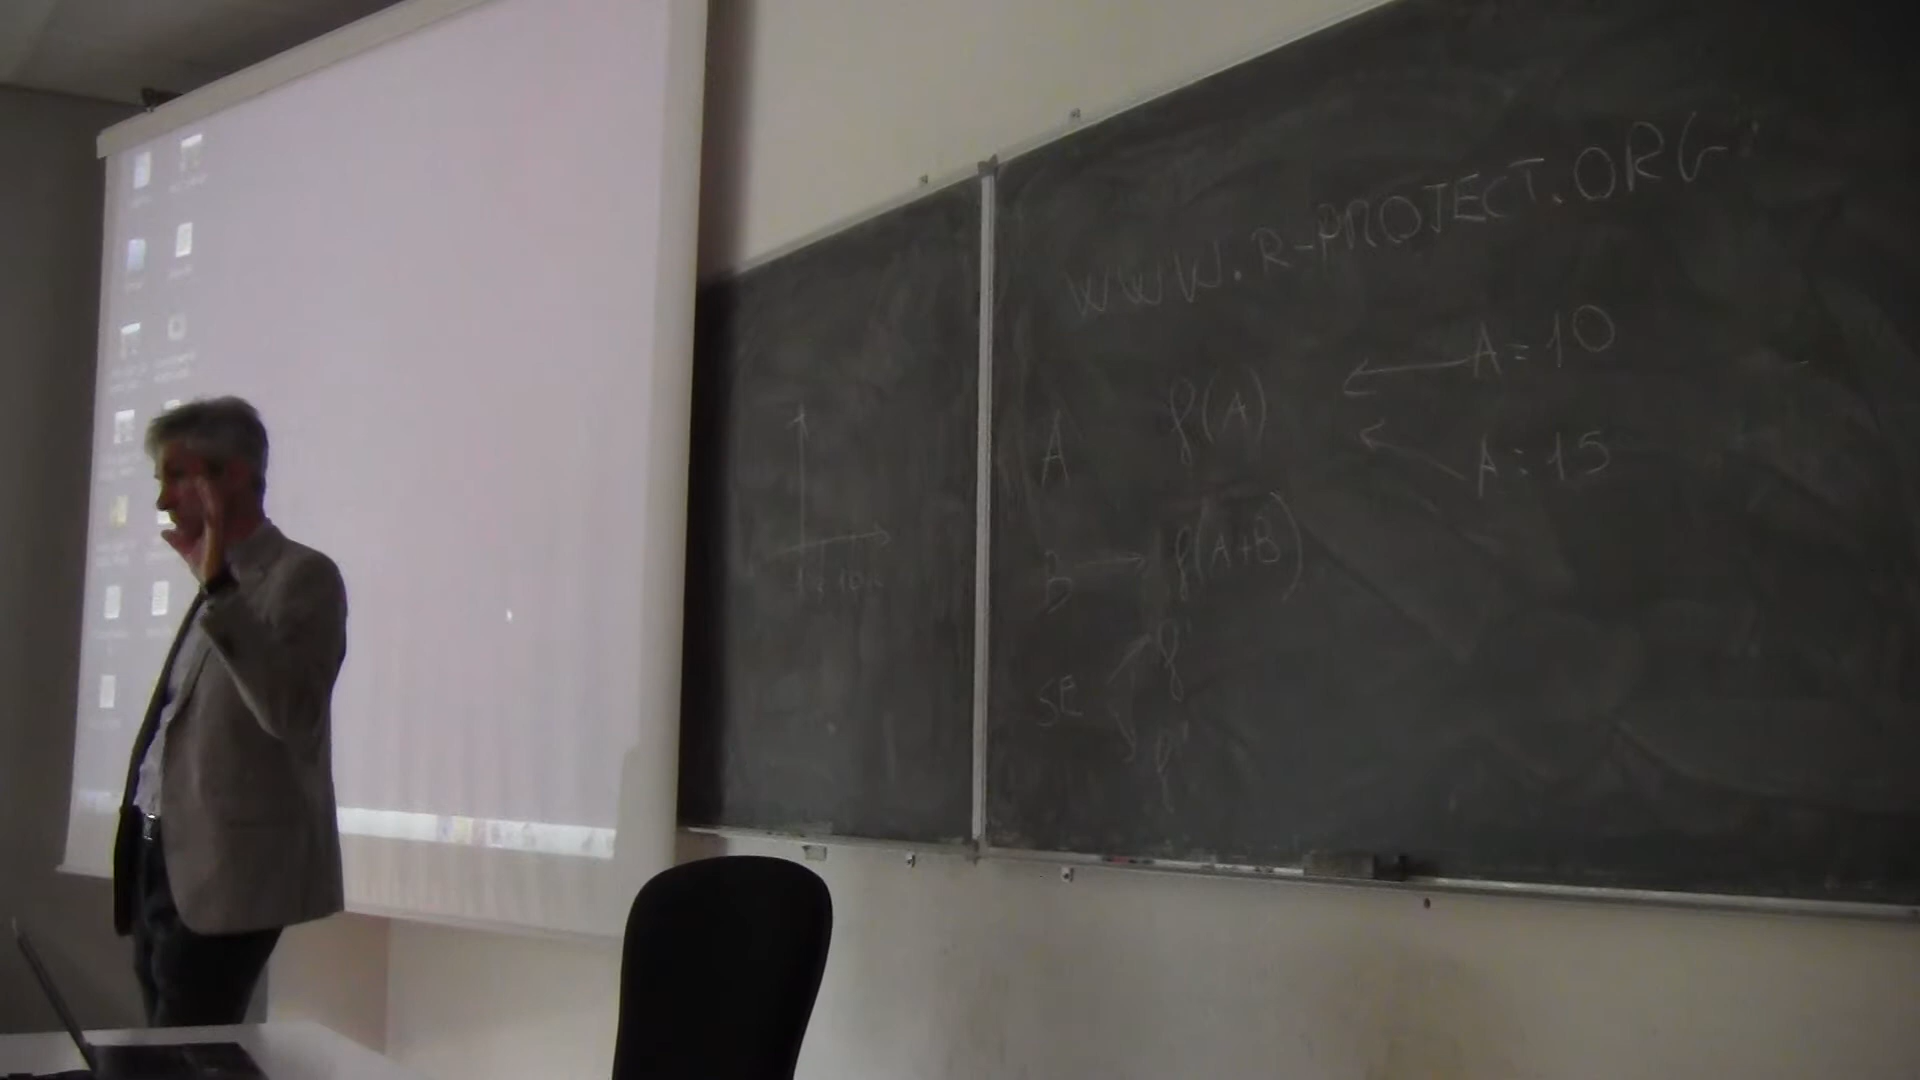 WWW.R-PROJECT.ORG
A f(A) A=10
A=15
B f(A+B)
SE f'
f''